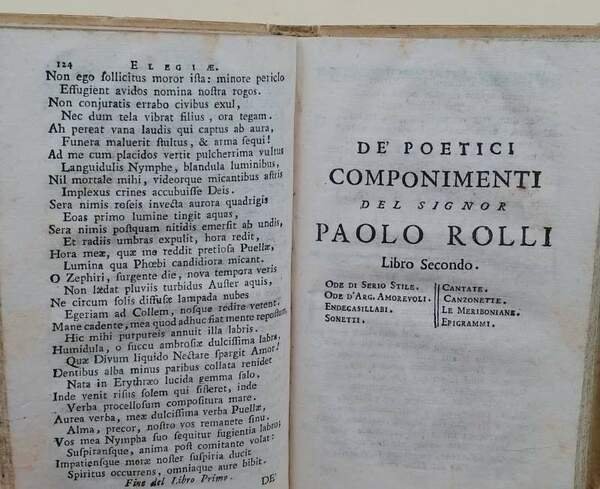 124 ELEGIÆ.
Non ego ſollicitus moror iſta: minore periclo
Effugient avidos nomina noſtra rogos.
Non conjuratis errabo civibus exul,
Nec dum tela vibrat filius, ora tegam.
Ah pereat vana laudis qui captus ab aura,
Funera maluerit ſtultus, & arma ſequi!
Ad me cum placidos vertit pulcherrima vultus
Languidulis Nymphe, blandula luminibus,
Nil mortale mihi, videorque micantibus aſtris
Implexus crines accubuiſſe Deis.
Sera nimis roſeis invecta aurora quadrigis
Eoas primo lumine tingit aquas,
Sera nimis poſtquam nitidis emerſit ab undis,
Et radiis umbras expulit, hora redit,
Hora meæ, quæ me reddit pretioſa Puellæ,
Lumina qua Phœbi candidiora micant.
O Zephiri, ſurgente die, nova tempora veris
Non lædat pluviis turbidus Auſter aquis,
Ne circum ſolis diffuſæ lampada nubes
Egeriam ad Collem, noſque redire vetent.
Mane cadente, mea quod adhuc fiat mente repoſtum
Hic mihi purpureis annuit illa labris.
Humidula, o ſuccu ambroſiæ dulciſſima labra,
Quæ Divum liquido Nectare ſpargit Amor!
Dentibus alba minus paribus collata renidet
Nata in Erythræo lucida gemma ſalo,
Inde venit riſus ſolem qui ſiſteret, inde
Verba procelloſum compoſitura mare.
Aurea verba, meæ dulciſſima verba Puellæ,
Alma, precor, noſtro vos remanete ſinu.
Vos mea Nympha ſuo ſequitur fugientia labro,
Suſpiranſque, anima poſt comitante volat:
Impatienſque moræ noſter ſuſpiria ducit
Spiritus occurrens, omniaque aure bibit.
Fine del Libro Primo. DE'
DE' POETICI
COMPONIMENTI
DEL SIGNOR
PAOLO ROLLI
Libro Secondo.
ODE DI SERIO STILE.
ODE D'ARG. AMOREVOLI.
ENDECASILLABI.
SONETTI.
CANTATE.
CANZONETTE.
LE MERIBONIANE.
EPIGRAMMI.